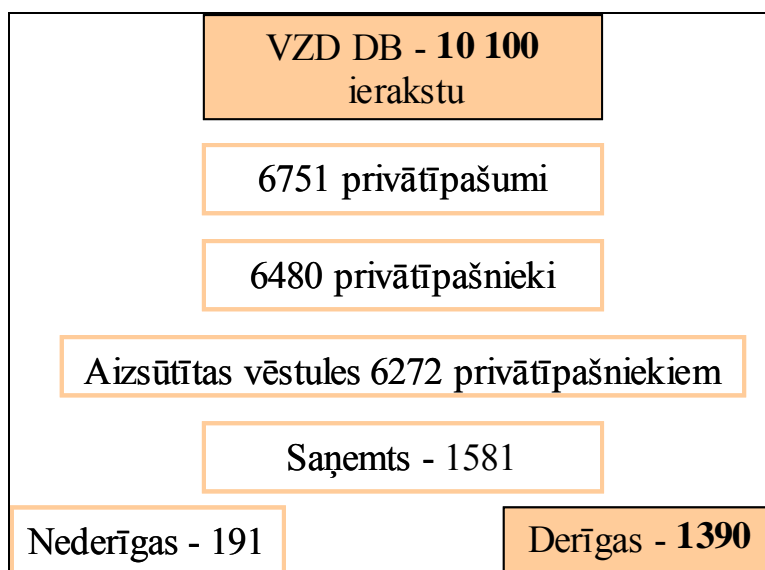 VZD DB - 10 100
ierakstu
6751 privātīpašumi
6480 privātīpašnieki
Aizsūtītas vēstules 6272 privātīpašniekiem
Saņemts - 1581
Nederīgas - 191
Derīgas - 1390